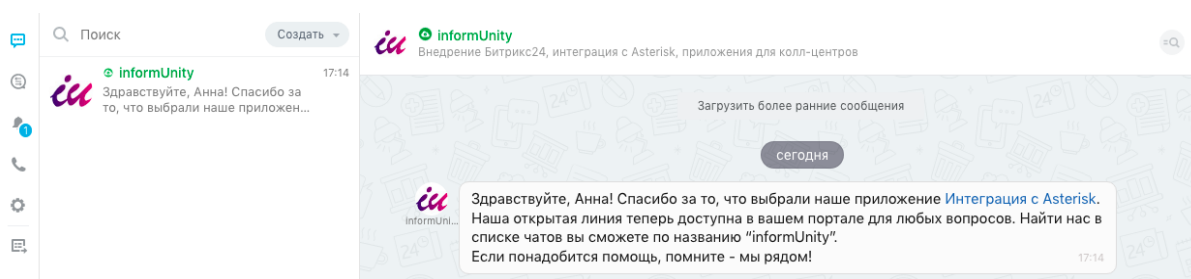 Поиск
Создать
informUnity
17:14
Здравствуйте, Анна! Спасибо за
то, что выбрали наше приложен...
1
iu informUnity
Внедрение Битрикс24, интеграция с Asterisk, приложения для колл-центров
Загрузить более ранние сообщения
сегодня
iu
informUni...
Здравствуйте, Анна! Спасибо за то, что выбрали наше приложение Интеграция с Asterisk.
Наша открытая линия теперь доступна в вашем портале для любых вопросов. Найти нас в
списке чатов вы сможете по названию “informUnity”.
Если понадобится помощь, помните - мы рядом!
17:14